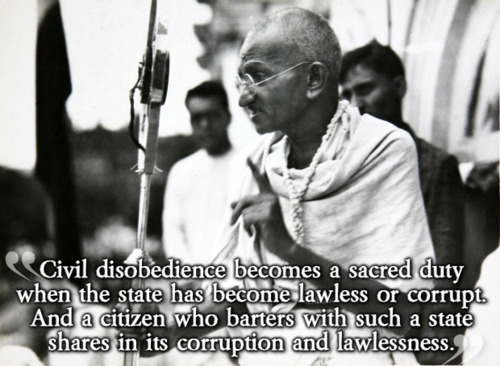 “Civil disobedience becomes a sacred duty
when the state has become lawless or corrupt.
And a citizen who barters with such a state
shares in its corruption and lawlessness.”